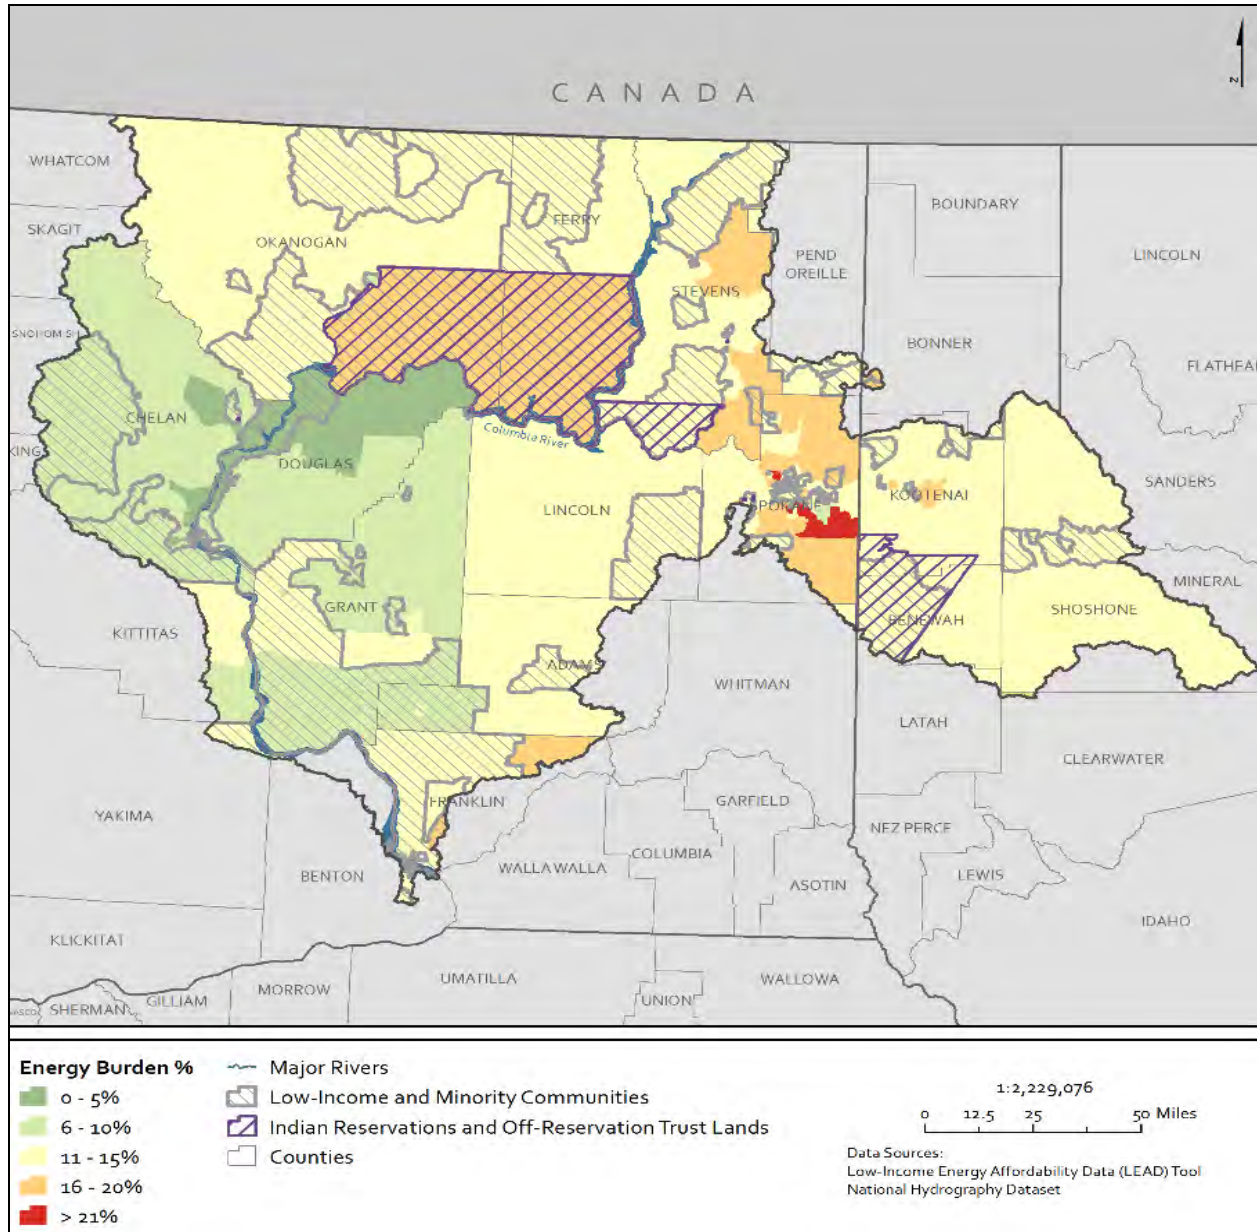 N
CANADA
WHATCOM
BOUNDARY
SKAGIT
FERRY
OKANOGAN
PEND
OREILLE
LINCOLN
STEVENS
BONNER
FLATHEA
CHELAN
KING
Columbia River
DOUGLAS
SANDERS
KOOTENAI
SPOKANE
LINCOLN
MINERAL
GRANT
SHOSHONE
BENEWAH
KITTITAS
ADAMS
WHITMAN
LATAH
CLEARWATER
FRANKLIN
GARFIELD
YAKIMA
NEZ PERCE
COLUMBIA
WALLA WALLA
BENTON
ASOTIN
LEWIS
IDAHO
KLICKITAT
UMATILLA
WALLOWA
MORROW
GILLIAM
UNION
SHERMAN
WASCO
Energy Burden %
0 - 5%
6 - 10%
11 - 15%
16 - 20%
> 21%
Major Rivers
Low-Income and Minority Communities
Indian Reservations and Off-Reservation Trust Lands
Counties
1:2,229,076
0 12.5 25 50 Miles
Data Sources:
Low-Income Energy Affordability Data (LEAD) Tool
National Hydrography Dataset